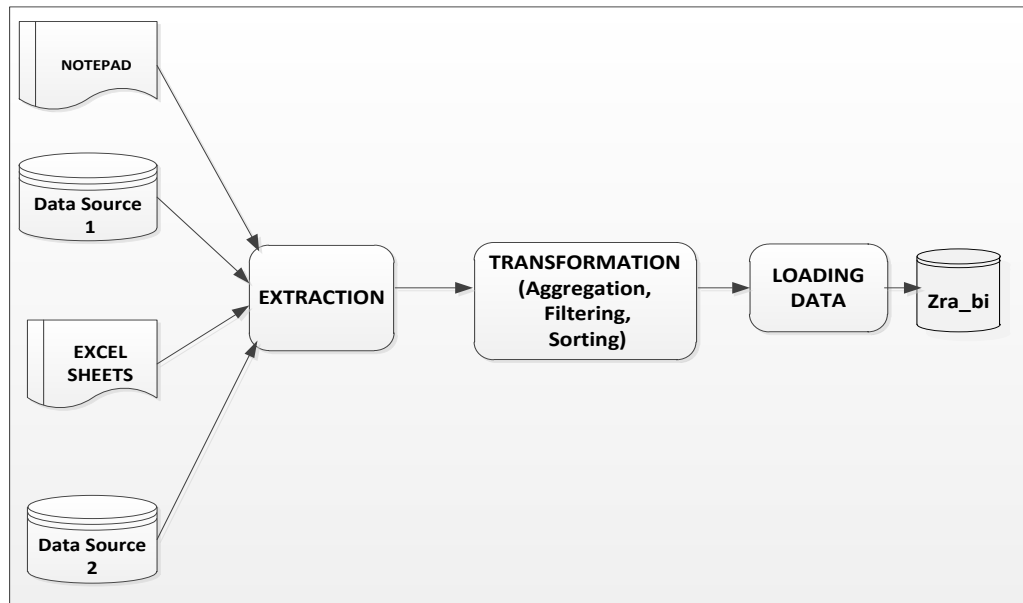 NOTEPAD
Data Source
1
EXCEL
SHEETS
Data Source
2
EXTRACTION
TRANSFORMATION
(Aggregation,
Filtering,
Sorting)
LOADING
DATA
Zra_bi